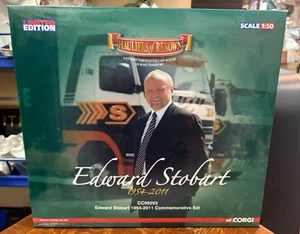 LIMITED
EDITION
HAULIERS of RENOWN
SCALE 1:50
S
Edward Stobart
1954-2011
CC99203
Edward Stobart 1954-2011 Commemorative Set
CORGI